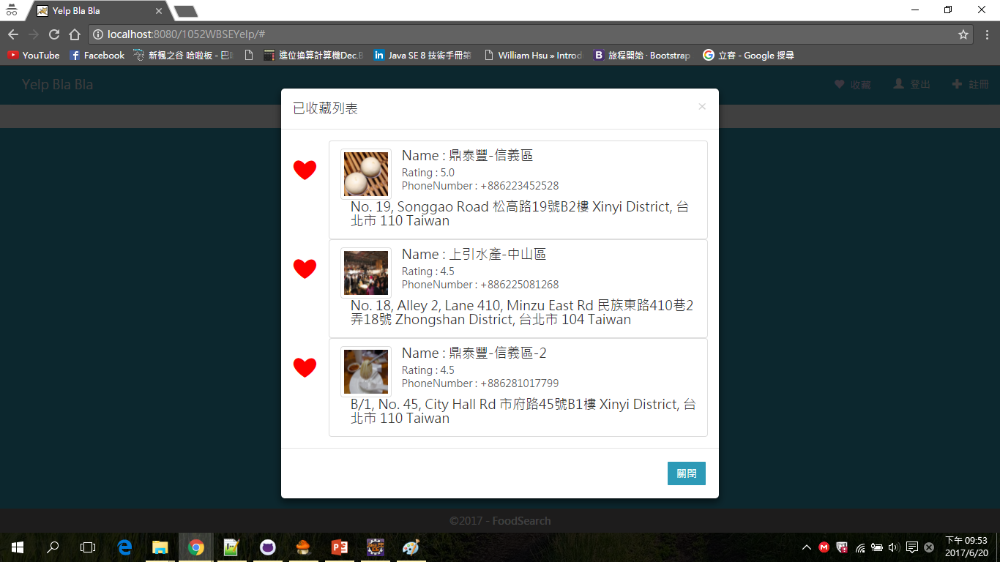 Yelp Bla Bla
localhost:8080/1052WBSEYelp/#
YouTube
Facebook
新楓之谷 哈啦板 - 巴
進位換算計算機Dec.B
Java SE 8 技術手冊第
William Hsu » Introd
旅程開始 · Bootstrap
立春 - Google 搜尋
Yelp Bla Bla
收藏
登出
註冊
已收藏列表
×
Name : 鼎泰豐-信義區
Rating : 5.0
PhoneNumber : +886223452528
No. 19, Songgao Road 松高路19號B2樓 Xinyi District, 台
北市 110 Taiwan
Name : 上引水產-中山區
Rating : 4.5
PhoneNumber : +886225081268
No. 18, Alley 2, Lane 410, Minzu East Rd 民族東路410巷2
弄18號 Zhongshan District, 台北市 104 Taiwan
Name : 鼎泰豐-信義區-2
Rating : 4.5
PhoneNumber : +886281017799
B/1, No. 45, City Hall Rd 市府路45號B1樓 Xinyi District, 台
北市 110 Taiwan
關閉
©2017 - FoodSearch
下午 09:53
2017/6/20